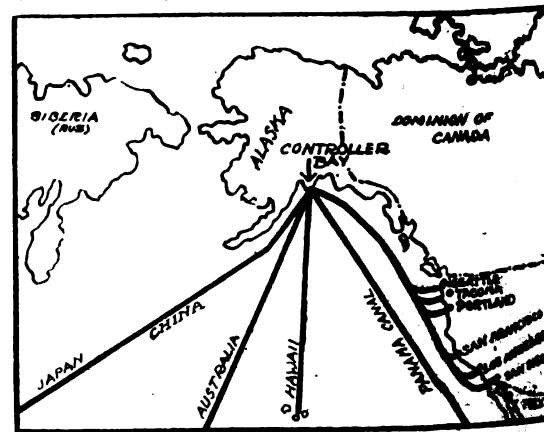 SIBERIA
(RUS)
ALASKA
DOMINION OF
CANADA
CONTROLLER
BAY
SEATTLE
TACOMA
PORTLAND
SAN FRANCISCO
JAPAN
CHINA
AUSTRALIA
HAWAII
PANAMA CANAL